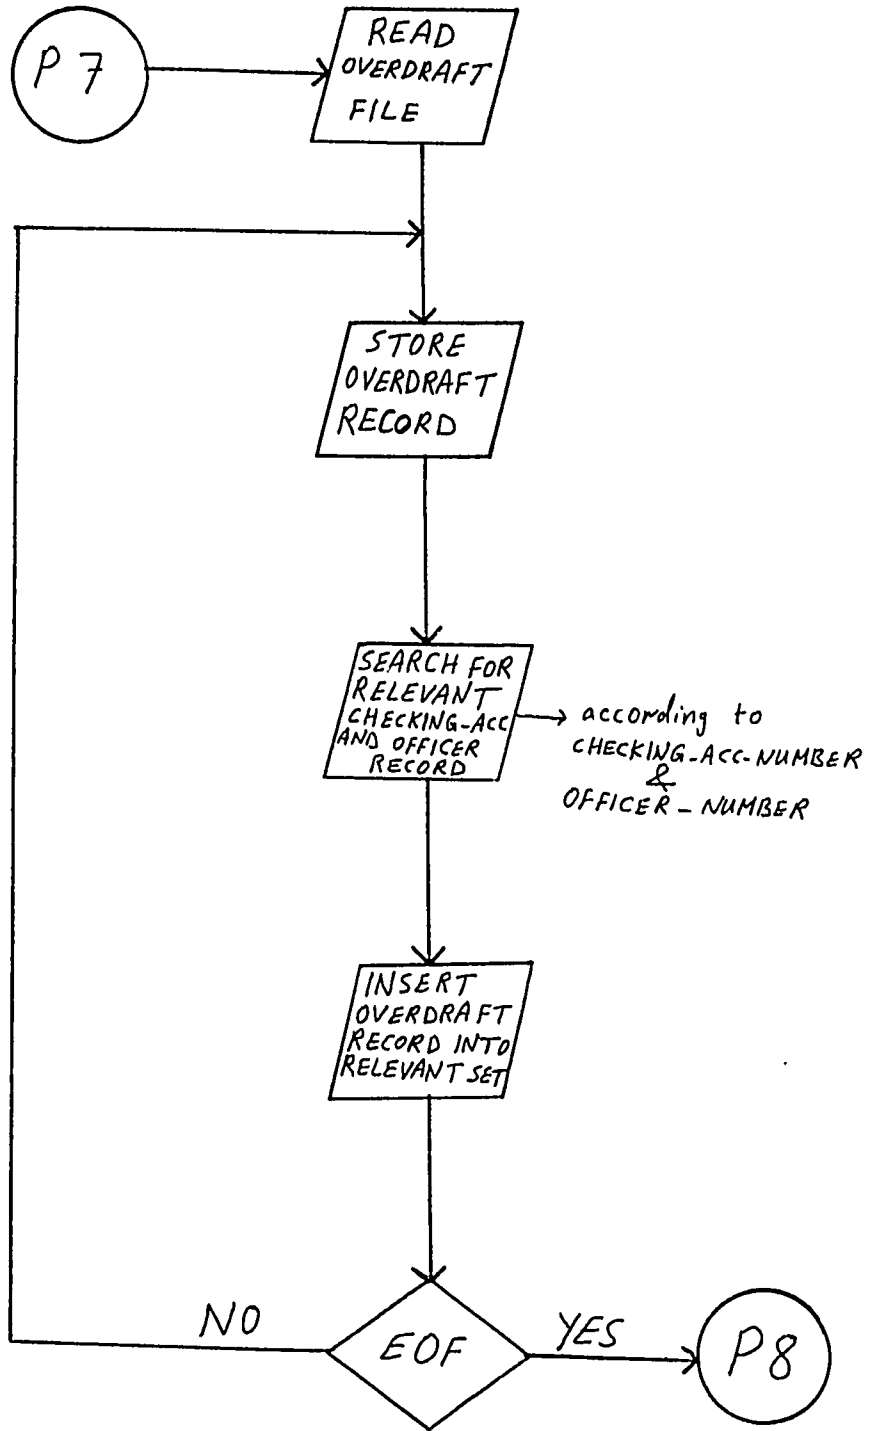 P 7
READ
OVERDRAFT
FILE
STORE
OVERDRAFT
RECORD
SEARCH FOR
RELEVANT
CHECKING-ACC
AND OFFICER
RECORD
according to
CHECKING-ACC-NUMBER
&
OFFICER-NUMBER
INSERT
OVERDRAFT
RECORD INTO
RELEVANT SET
NO
EOF
YES
P8